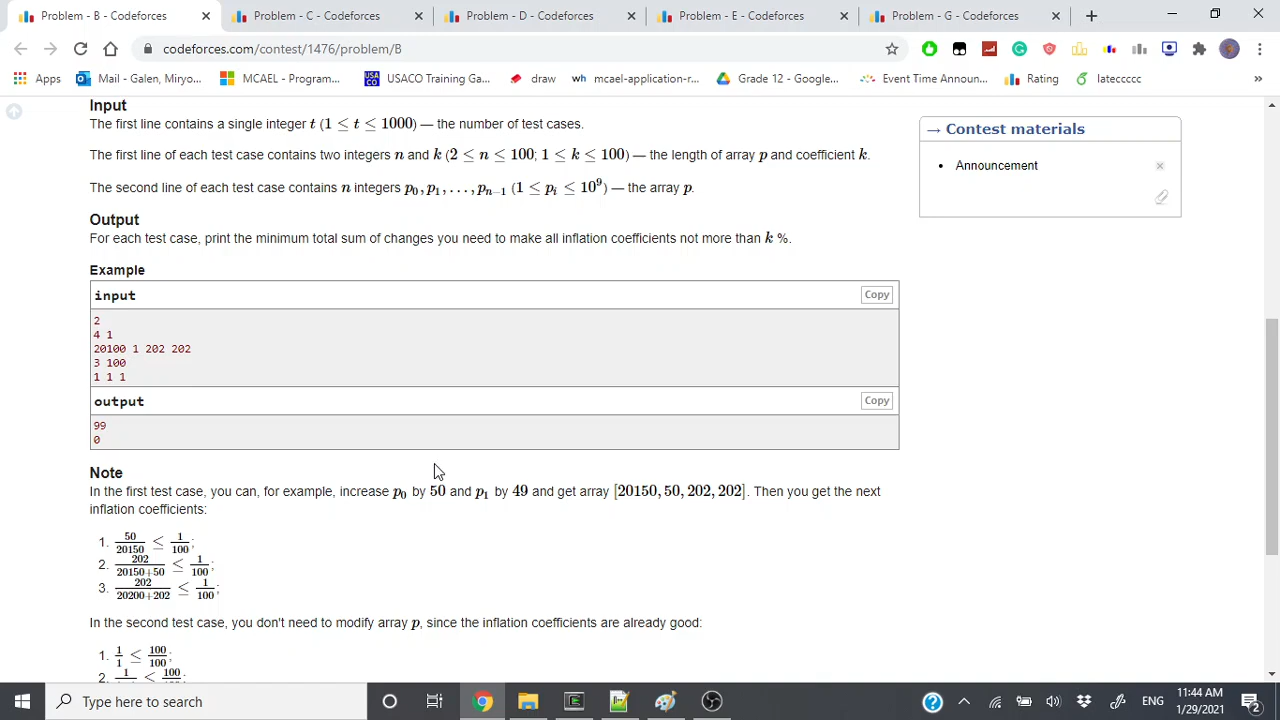 Problem - B - Codeforces
Problem - C - Codeforces
Problem - D - Codeforces
Problem - E - Codeforces
Problem - G - Codeforces
codeforces.com/contest/1476/problem/B
Apps
Mail - Galen, Miryo...
MCAEL - Program...
USACO Training Ga...
draw
mcael-application-r...
Grade 12 - Google...
Event Time Announ...
Rating
lateccccc
Input
The first line contains a single integer t (1 ≤ t ≤ 1000) — the number of test cases.
The first line of each test case contains two integers n and k (2 ≤ n ≤ 100; 1 ≤ k ≤ 100) — the length of array p and coefficient k.
The second line of each test case contains n integers p₀, p₁, . . . , pₙ₋₁ (1 ≤ pᵢ ≤ 10⁹) — the array p.
Output
For each test case, print the minimum total sum of changes you need to make all inflation coefficients not more than k %.
Example
input
Copy
2
4 1
20100 1 202 202
3 100
1 1 1
output
Copy
99
0
Note
In the first test case, you can, for example, increase p₀ by 50 and p₁ by 49 and get array [20150, 50, 202, 202]. Then you get the next
inflation coefficients:
1. 50/20150 ≤ 1/100;
2. 202/20150+50 ≤ 1/100;
3. 202/20200+202 ≤ 1/100;
In the second test case, you don't need to modify array p, since the inflation coefficients are already good:
1. 1/1 ≤ 100/100;
→ Contest materials
Announcement
Type here to search
ENG
11:44 AM
1/29/2021
2